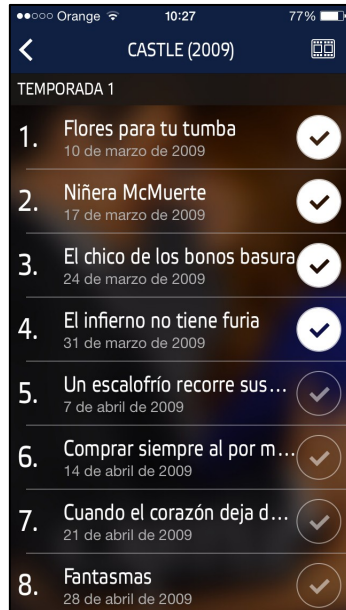 Orange 10:27 77%
CASTLE (2009)
TEMPORADA 1
1. Flores para tu tumba
10 de marzo de 2009
2. Niñera McMuerte
17 de marzo de 2009
3. El chico de los bonos basura
24 de marzo de 2009
4. El infierno no tiene furia
31 de marzo de 2009
5. Un escalofrío recorre sus...
7 de abril de 2009
6. Comprar siempre al por m...
14 de abril de 2009
7. Cuando el corazón deja d...
21 de abril de 2009
8. Fantasmas
28 de abril de 2009